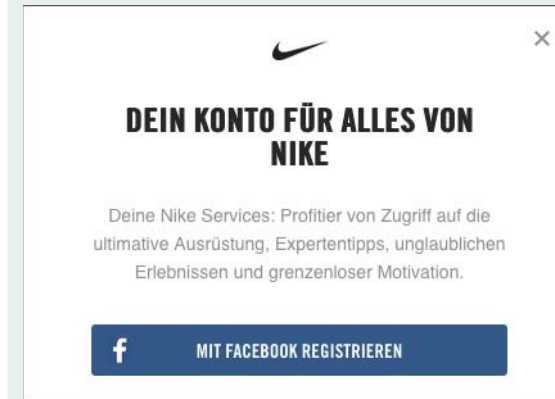 DEIN KONTO FÜR ALLES VON
NIKE
Deine Nike Services: Profitier von Zugriff auf die
ultimative Ausrüstung, Expertentipps, unglaublichen
Erlebnissen und grenzenloser Motivation.
f MIT FACEBOOK REGISTRIEREN